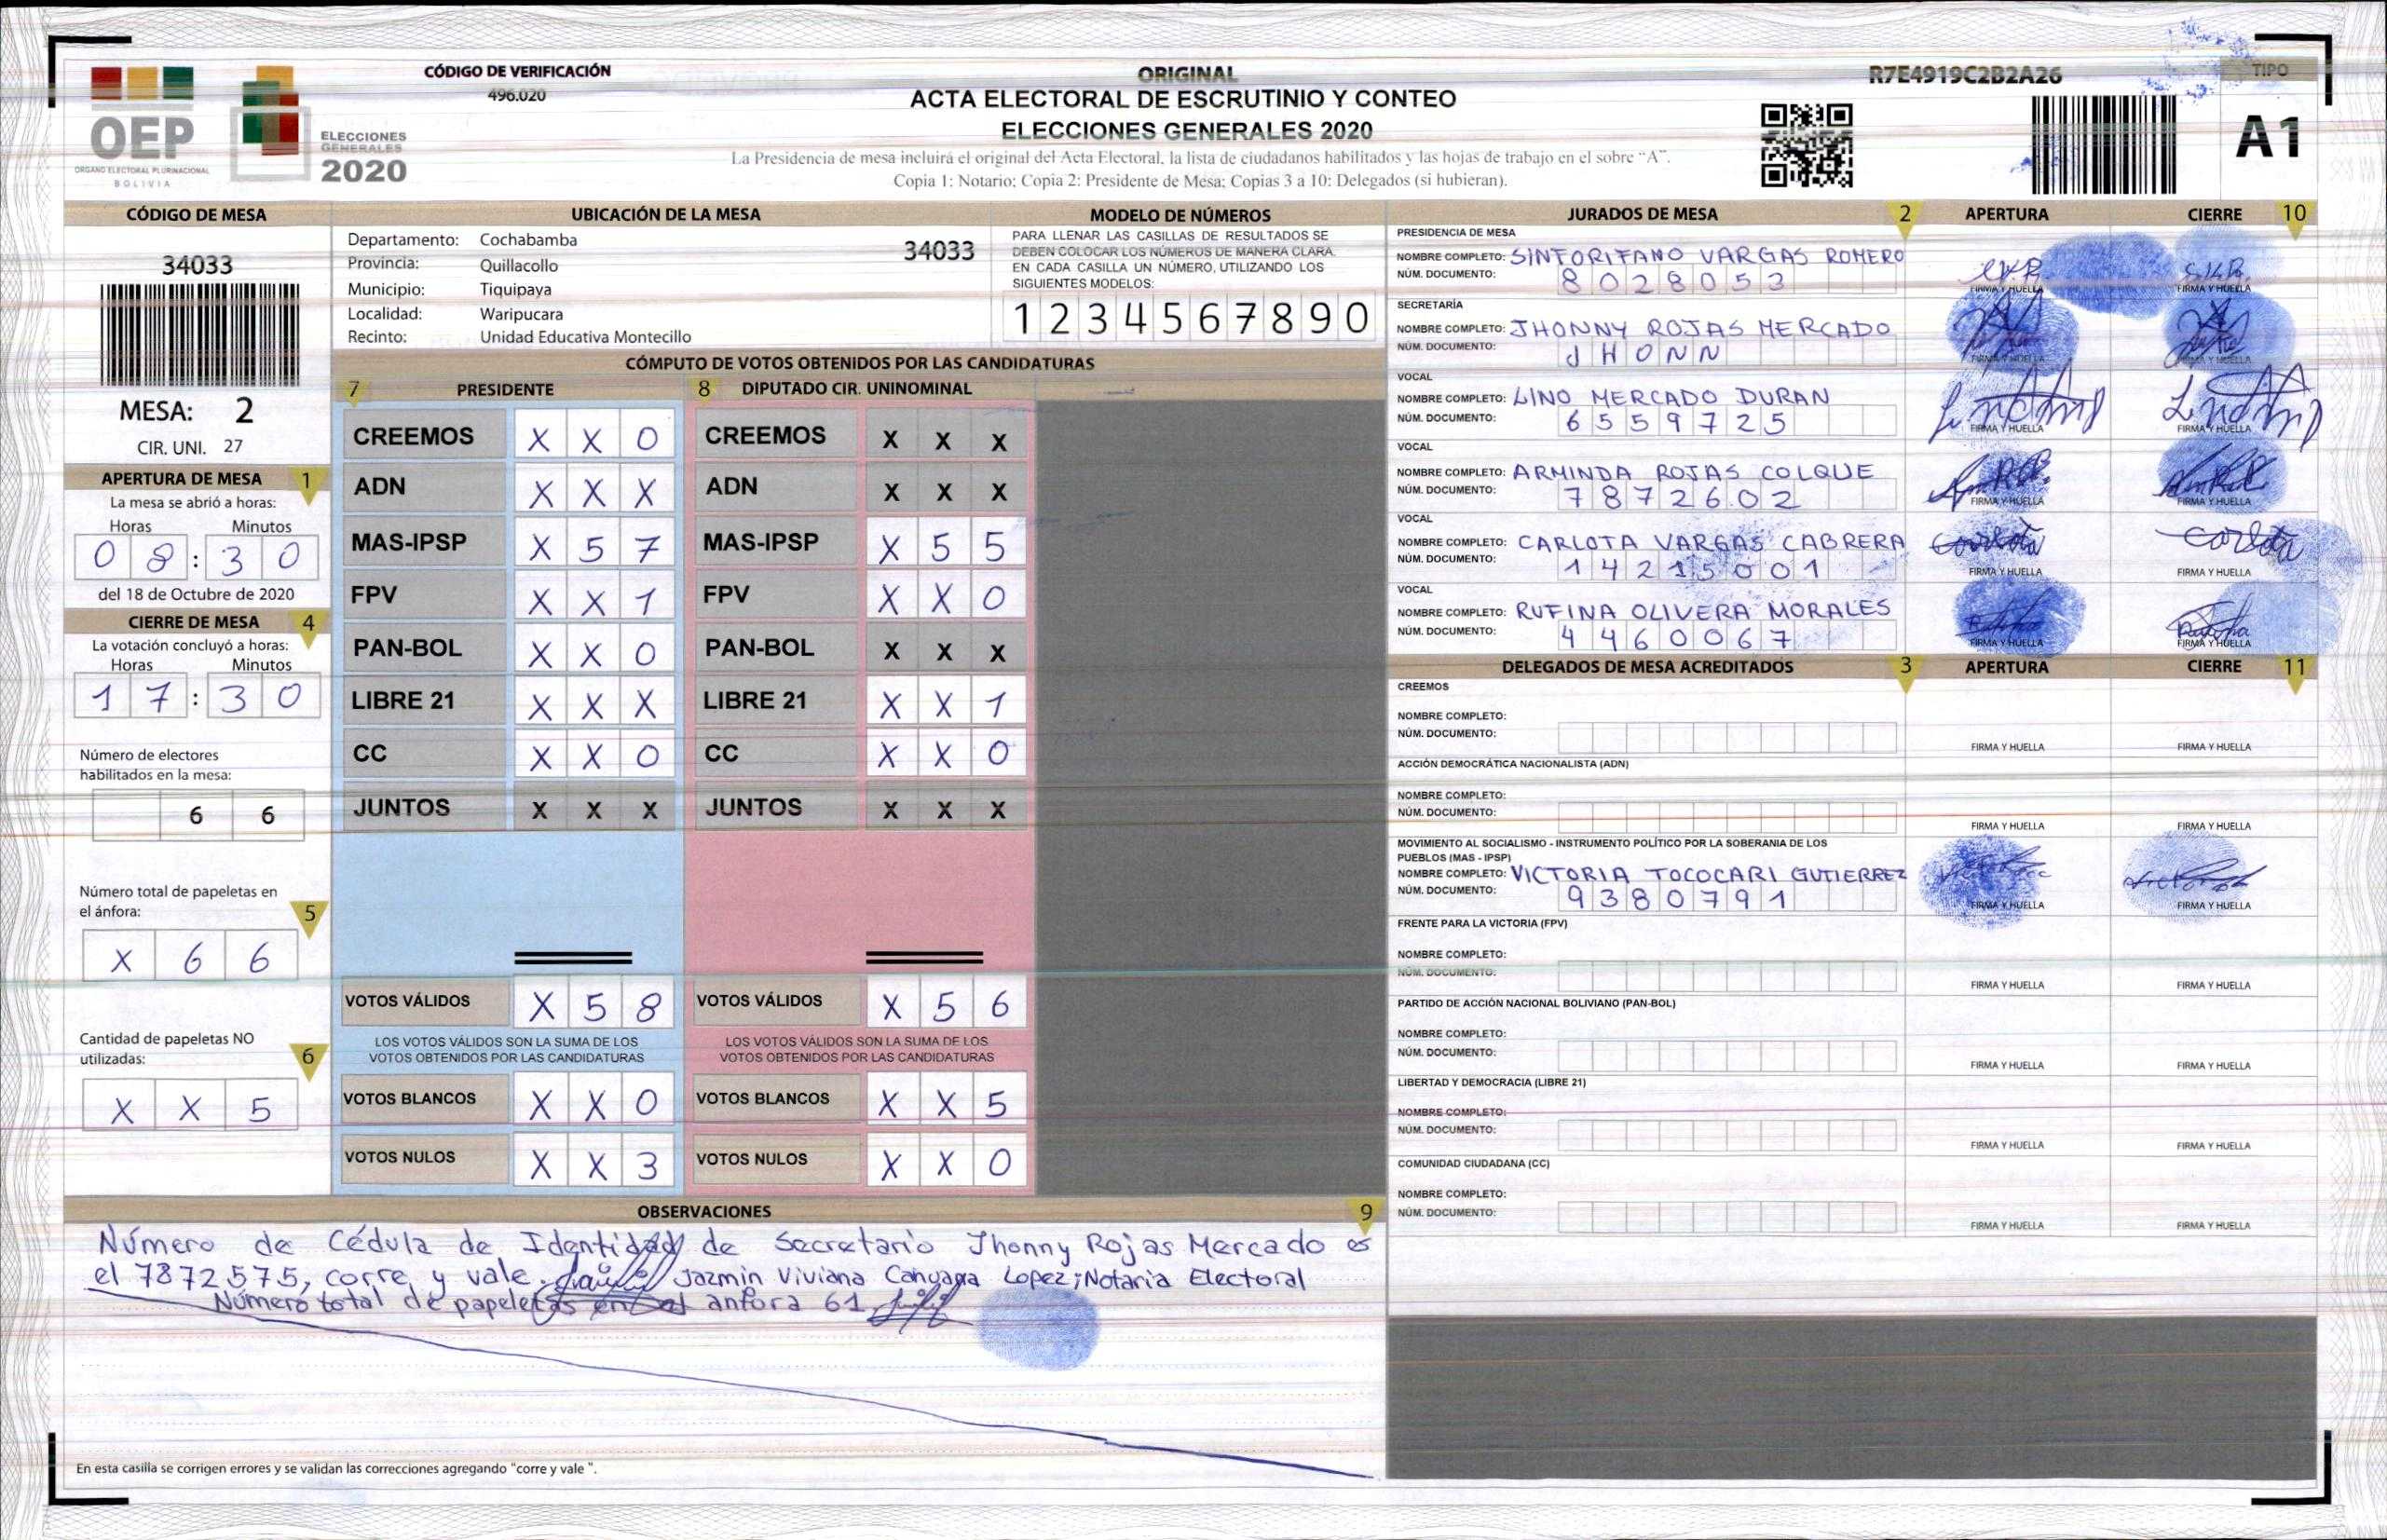 OEP
ÓRGANO ELECTORAL PLURINACIONAL
BOLIVIA
ELECCIONES
GENERALES
2020
CÓDIGO DE VERIFICACIÓN
496.020
ORIGINAL
ACTA ELECTORAL DE ESCRUTINIO Y CONTEO
ELECCIONES GENERALES 2020
La Presidencia de mesa incluirá el original del Acta Electoral, la lista de ciudadanos habilitados y las hojas de trabajo en el sobre "A".
Copia 1: Notario; Copia 2: Presidente de Mesa; Copias 3 a 10: Delegados (si hubieran).
R7E4919C2B2A26
TIPO
A1
CÓDIGO DE MESA
34033
MESA: 2
CIR. UNI. 27
APERTURA DE MESA 1
La mesa se abrió a horas:
Horas Minutos
08:30
del 18 de Octubre de 2020
CIERRE DE MESA 4
La votación concluyó a horas:
Horas Minutos
17:30
Número de electores
habilitados en la mesa:
6 6
Número total de papeletas en
el ánfora: 5
X 6 6
Cantidad de papeletas NO
utilizadas: 6
X X 5
UBICACIÓN DE LA MESA
Departamento: Cochabamba 34033
Provincia: Quillacollo
Municipio: Tiquipaya
Localidad: Waripucara
Recinto: Unidad Educativa Montecillo
MODELO DE NÚMEROS
PARA LLENAR LAS CASILLAS DE RESULTADOS SE
DEBEN COLOCAR LOS NÚMEROS DE MANERA CLARA.
EN CADA CASILLA UN NÚMERO, UTILIZANDO LOS
SIGUIENTES MODELOS:
1 2 3 4 5 6 7 8 9 0
CÓMPUTO DE VOTOS OBTENIDOS POR LAS CANDIDATURAS
7 PRESIDENTE 8 DIPUTADO CIR. UNINOMINAL
CREEMOS X X 0 CREEMOS X X X
ADN X X X ADN X X X
MAS-IPSP X 5 7 MAS-IPSP X 5 5
FPV X X 1 FPV X X 0
PAN-BOL X X 0 PAN-BOL X X X
LIBRE 21 X X X LIBRE 21 X X 1
CC X X 0 CC X X 0
JUNTOS X X X JUNTOS X X X
VOTOS VÁLIDOS X 5 8 VOTOS VÁLIDOS X 5 6
LOS VOTOS VÁLIDOS SON LA SUMA DE LOS LOS VOTOS VÁLIDOS SON LA SUMA DE LOS
VOTOS OBTENIDOS POR LAS CANDIDATURAS VOTOS OBTENIDOS POR LAS CANDIDATURAS
VOTOS BLANCOS X X 0 VOTOS BLANCOS X X 5
VOTOS NULOS X X 3 VOTOS NULOS X X 0
OBSERVACIONES 9
Número de Cédula de Identidad de Secretario Jhonny Rojas Mercado es
el 7872575, corre y vale. Jazmin Viviana Lopez; Notaria Electoral
Número total de papeletas en el anfora 61
En esta casilla se corrigen errores y se validan las correcciones agregando "corre y vale ".
JURADOS DE MESA 2 APERTURA CIERRE 10
PRESIDENCIA DE MESA
NOMBRE COMPLETO: SINFORIFANO VARGAS ROMERO
NÚM. DOCUMENTO: 8028053
FIRMA Y HUELLA FIRMA Y HUELLA
SECRETARÍA
NOMBRE COMPLETO: JHONNY ROJAS MERCADO
NÚM. DOCUMENTO: JHONN
FIRMA Y HUELLA FIRMA Y HUELLA
VOCAL
NOMBRE COMPLETO: LINO MERCADO DURAN
NÚM. DOCUMENTO: 6559725
FIRMA Y HUELLA FIRMA Y HUELLA
VOCAL
NOMBRE COMPLETO: ARMINDA ROJAS COLQUE
NÚM. DOCUMENTO: 7872602
FIRMA Y HUELLA FIRMA Y HUELLA
VOCAL
NOMBRE COMPLETO: CARLOTA VARGAS CABRERA Carlota Carlota
NÚM. DOCUMENTO: 14215001
FIRMA Y HUELLA FIRMA Y HUELLA
VOCAL
NOMBRE COMPLETO: RUFINA OLIVERA MORALES
NÚM. DOCUMENTO: 4460067
FIRMA Y HUELLA FIRMA Y HUELLA
DELEGADOS DE MESA ACREDITADOS 3 APERTURA CIERRE 11
CREEMOS
NOMBRE COMPLETO:
NÚM. DOCUMENTO:
FIRMA Y HUELLA FIRMA Y HUELLA
ACCIÓN DEMOCRÁTICA NACIONALISTA (ADN)
NOMBRE COMPLETO:
NÚM. DOCUMENTO:
FIRMA Y HUELLA FIRMA Y HUELLA
MOVIMIENTO AL SOCIALISMO - INSTRUMENTO POLÍTICO POR LA SOBERANIA DE LOS
PUEBLOS (MAS - IPSP)
NOMBRE COMPLETO: VICTORIA TOCOCARI GUTIERREZ
NÚM. DOCUMENTO: 9380791
FIRMA Y HUELLA FIRMA Y HUELLA
FRENTE PARA LA VICTORIA (FPV)
NOMBRE COMPLETO:
NÚM. DOCUMENTO:
FIRMA Y HUELLA FIRMA Y HUELLA
PARTIDO DE ACCIÓN NACIONAL BOLIVIANO (PAN-BOL)
NOMBRE COMPLETO:
NÚM. DOCUMENTO:
FIRMA Y HUELLA FIRMA Y HUELLA
LIBERTAD Y DEMOCRACIA (LIBRE 21)
NOMBRE COMPLETO:
NÚM. DOCUMENTO:
FIRMA Y HUELLA FIRMA Y HUELLA
COMUNIDAD CIUDADANA (CC)
NOMBRE COMPLETO:
NÚM. DOCUMENTO:
FIRMA Y HUELLA FIRMA Y HUELLA